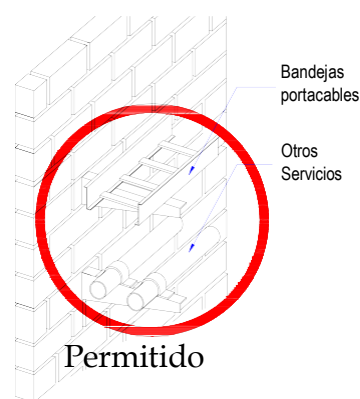 Bandejas
portacables
Otros
Servicios
Permitido